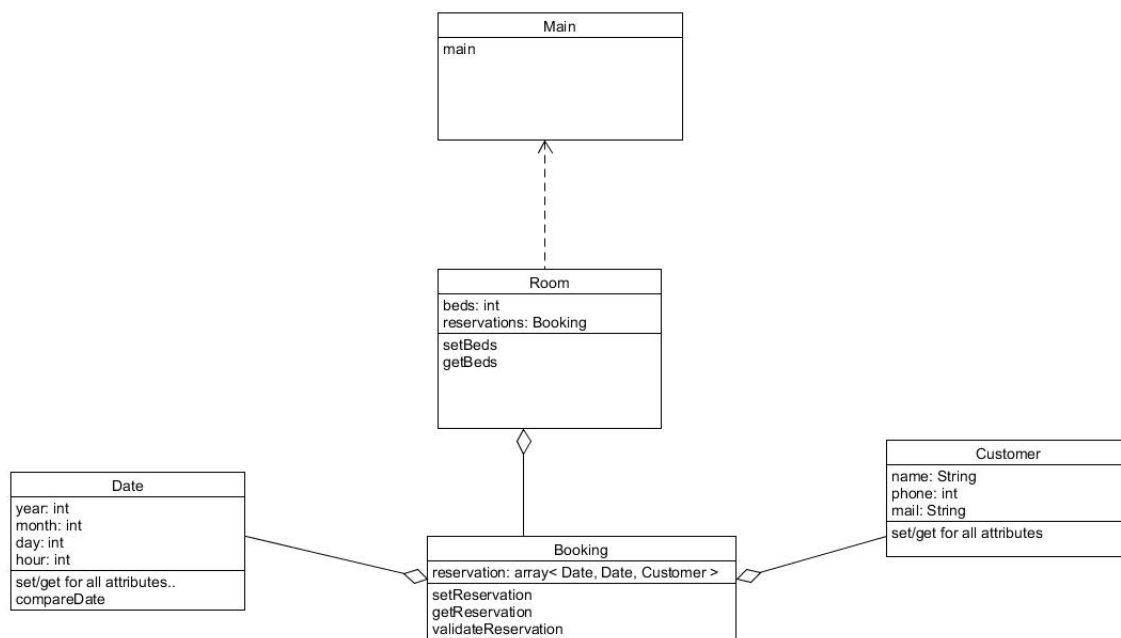 Main
main
Room
beds: int
reservations: Booking
setBeds
getBeds
Date
year: int
month: int
day: int
hour: int
set/get for all attributes..
compareDate
Booking
reservation: array< Date, Date, Customer >
setReservation
getReservation
validateReservation
Customer
name: String
phone: int
mail: String
set/get for all attributes